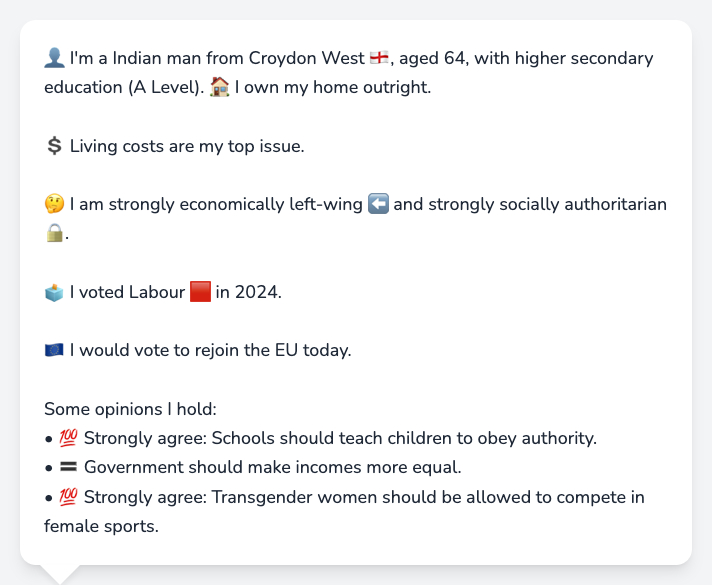 👤 I'm a Indian man from Croydon West 🏴󠁧󠁢󠁥󠁮󠁧󠁿, aged 64, with higher secondary
education (A Level). 🏠 I own my home outright.
💲 Living costs are my top issue.
🤔 I am strongly economically left-wing ⬅️ and strongly socially authoritarian
🔒.
🗳️ I voted Labour 🟥 in 2024.
🇪🇺 I would vote to rejoin the EU today.
Some opinions I hold:
• 💯 Strongly agree: Schools should teach children to obey authority.
• 🟰 Government should make incomes more equal.
• 💯 Strongly agree: Transgender women should be allowed to compete in
female sports.